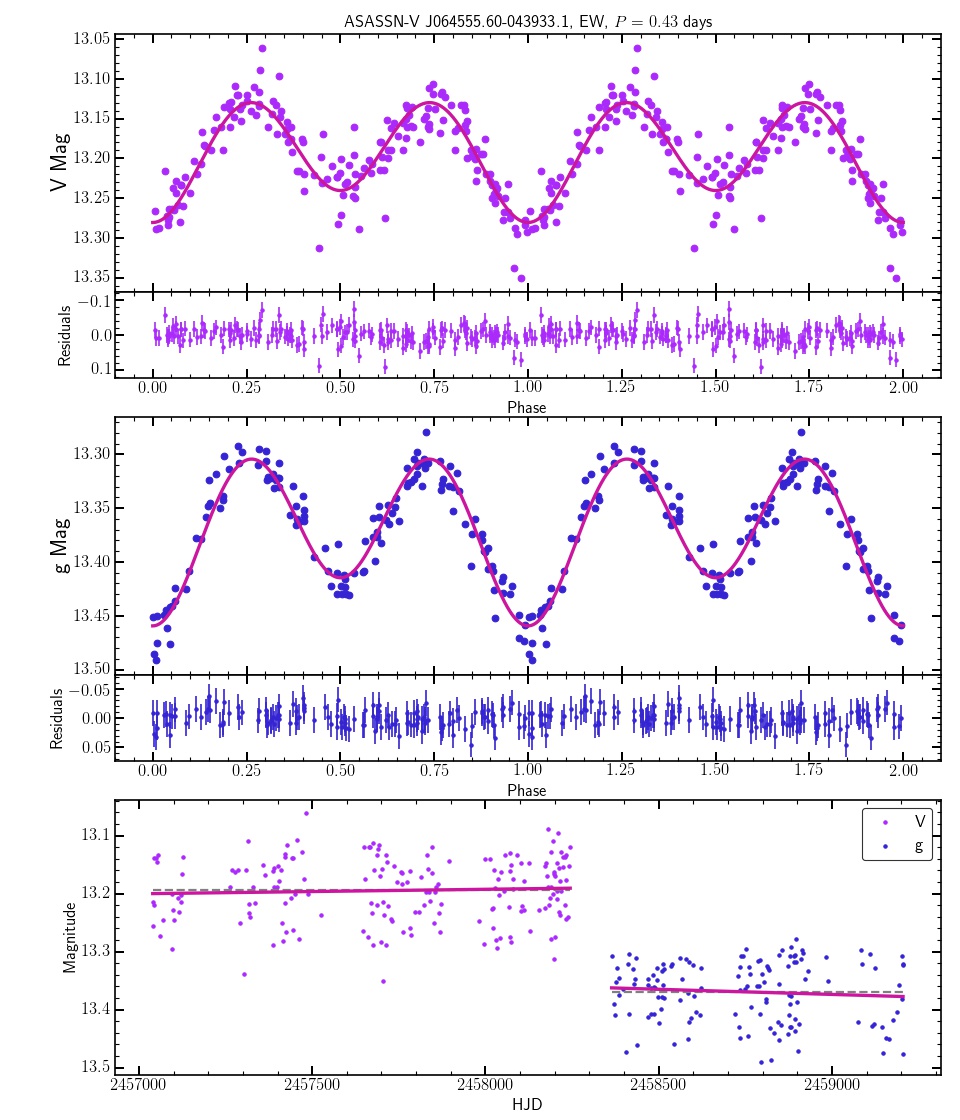 ASASSN-V J064555.60-043933.1, EW, P = 0.43 days
V Mag
13.05
13.10
13.15
13.20
13.25
13.30
13.35
Residuals
−0.1
0.0
0.1
0.00 0.25 0.50 0.75 1.00 1.25 1.50 1.75 2.00
Phase
g Mag
13.30
13.35
13.40
13.45
13.50
Residuals
−0.05
0.00
0.05
0.00 0.25 0.50 0.75 1.00 1.25 1.50 1.75 2.00
Phase
Magnitude
13.1
13.2
13.3
13.4
13.5
V
g
2457000 2457500 2458000 2458500 2459000
HJD